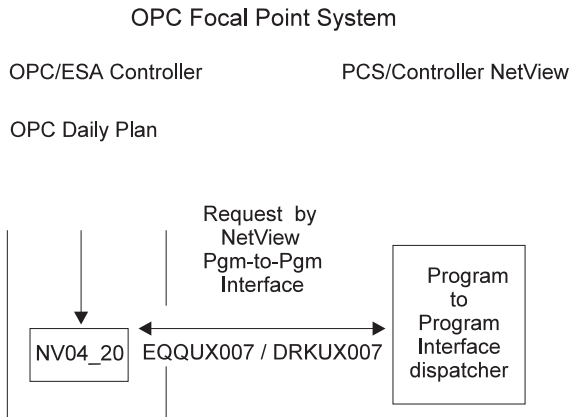 OPC Focal Point System
OPC/ESA Controller
PCS/Controller NetView
OPC Daily Plan
Request by
NetView
Pgm-to-Pgm
Interface
Program
to
Program
Interface
dispatcher
NV04_20
EQQUX007 / DRKUX007